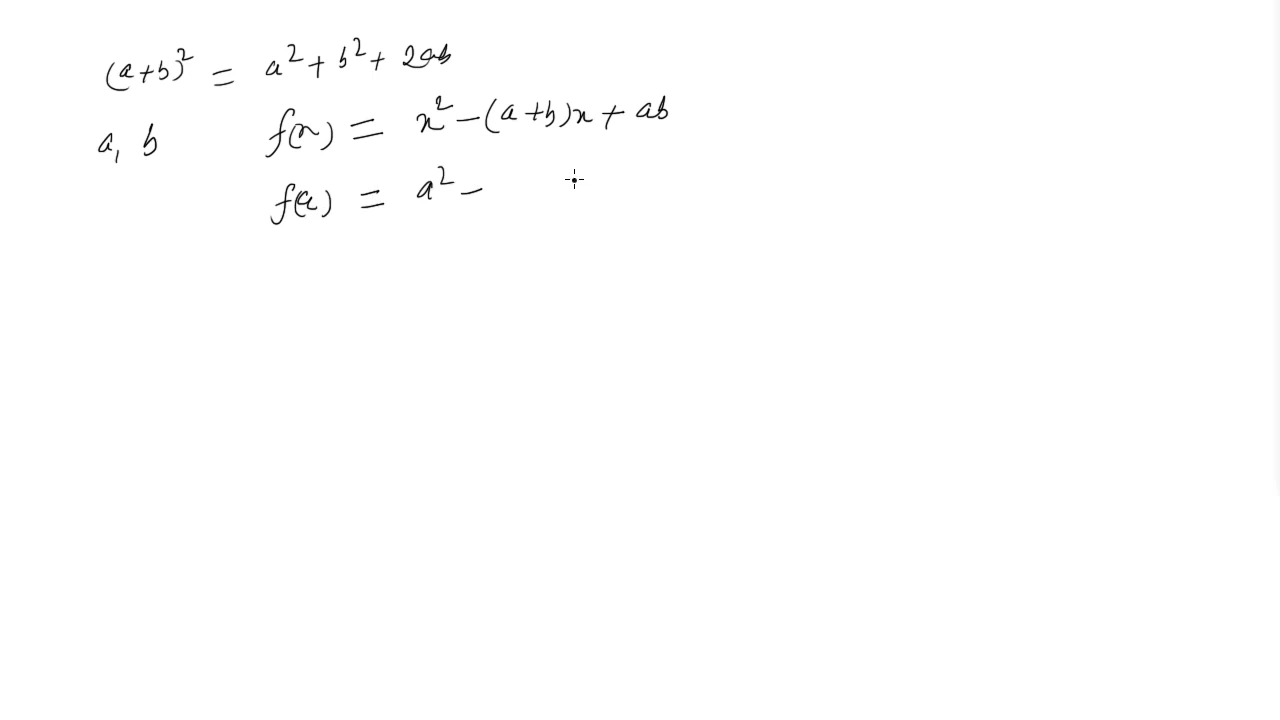 (a+b)² = a² + b² + 2ab
a, b f(x) = x² - (a+b)x + ab
f(a) = a² -